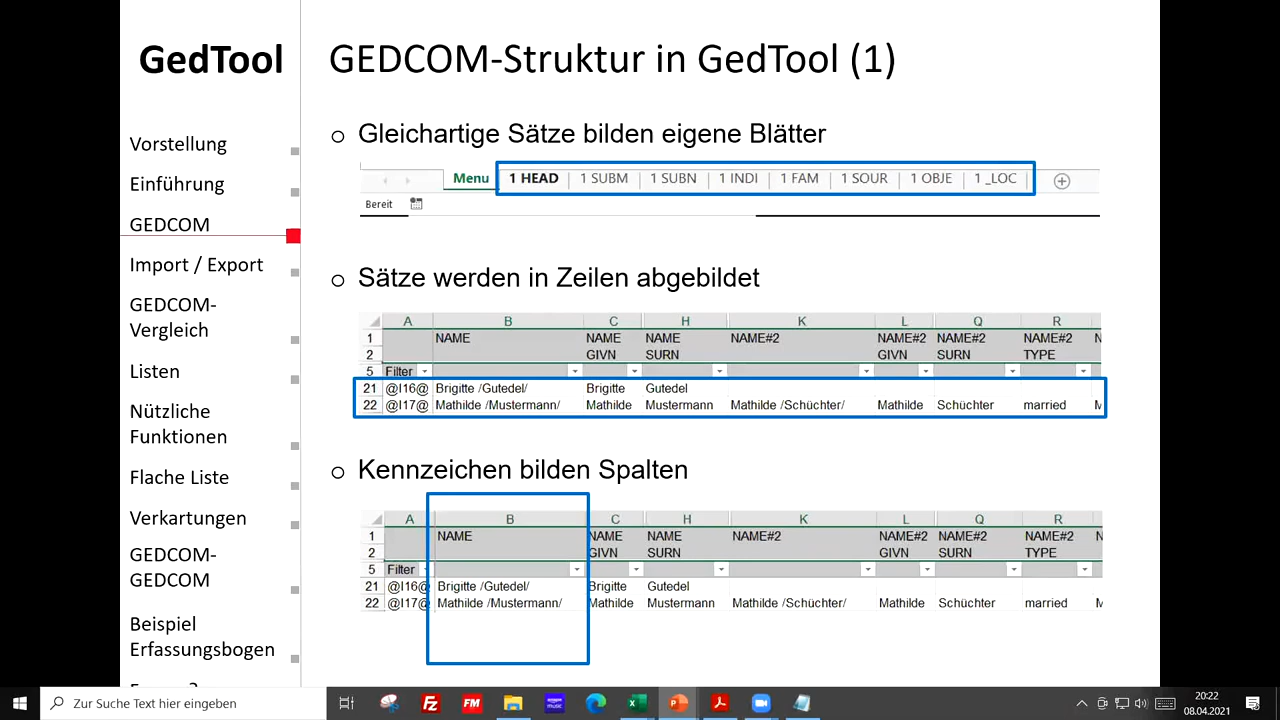 GedTool
GEDCOM-Struktur in GedTool (1)
Vorstellung
Einführung
GEDCOM
Import / Export
GEDCOM-
Vergleich
Listen
Nützliche
Funktionen
Flache Liste
Verkartungen
GEDCOM-
GEDCOM
Beispiel
Erfassungsbogen
o Gleichartige Sätze bilden eigene Blätter
Menu 1 HEAD 1 SUBM 1 SUBN 1 INDI 1 FAM 1 SOUR 1 OBJE 1 _LOC
Bereit
o Sätze werden in Zeilen abgebildet
A B C H K L Q R
1 NAME NAME NAME NAME#2 NAME#2 NAME#2 NAME#2 N
2 GIVN SURN GIVN SURN TYPE
5 Filter
21 @I16@ Brigitte /Gutedel/ Brigitte Gutedel
22 @I17@ Mathilde /Mustermann/ Mathilde Mustermann Mathilde /Schüchter/ Mathilde Schüchter married M
o Kennzeichen bilden Spalten
A B C H K L Q R
1 NAME NAME NAME NAME#2 NAME#2 NAME#2 NAME#2 N
2 GIVN SURN GIVN SURN TYPE
5 Filter
21 @I16@ Brigitte /Gutedel/ Brigitte Gutedel
22 @I17@ Mathilde /Mustermann/ Mathilde Mustermann Mathilde /Schüchter/ Mathilde Schüchter married M
Zur Suche Text hier eingeben
Fz
FM
amazon
music
20:22
08.04.2021